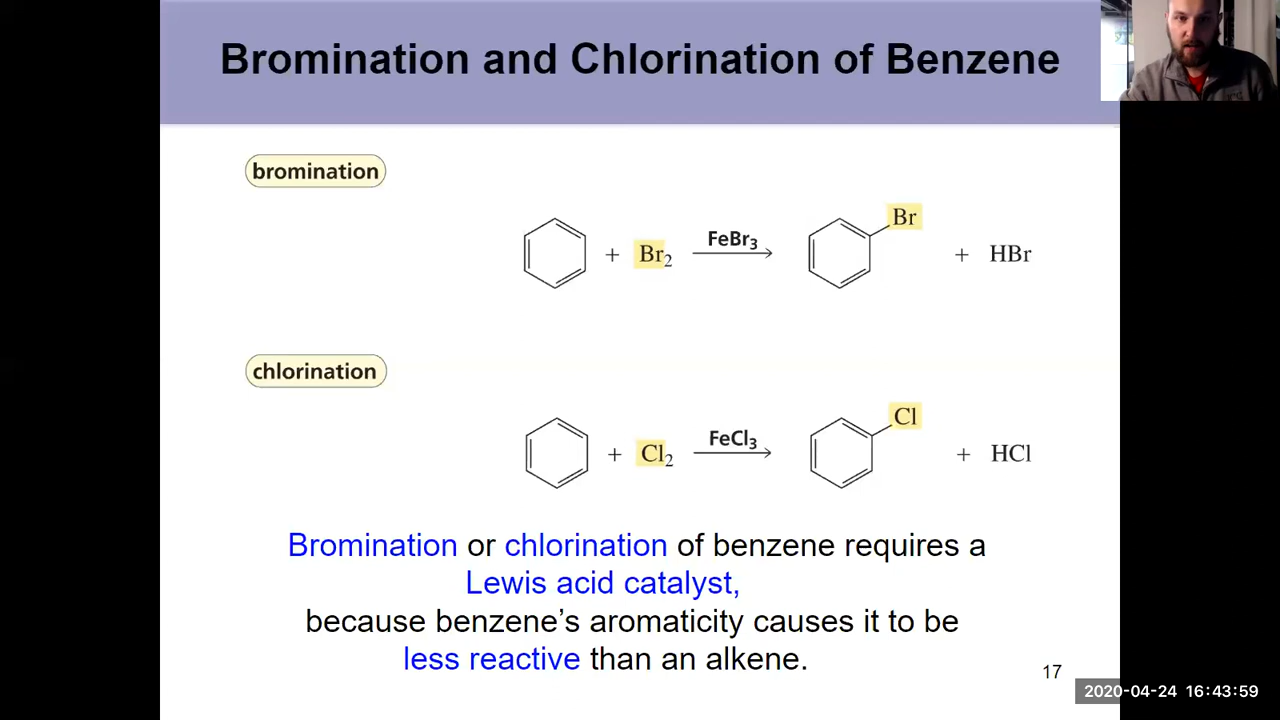 Bromination and Chlorination of Benzene
bromination
+ Br₂ FeBr₃ Br + HBr
chlorination
+ Cl₂ FeCl₃ Cl + HCl
Bromination or chlorination of benzene requires a
Lewis acid catalyst,
because benzene’s aromaticity causes it to be
less reactive than an alkene.
17
2020-04-24 16:43:59